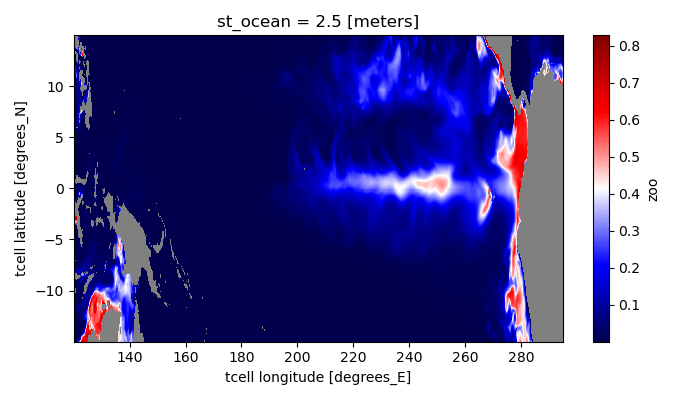 st_ocean = 2.5 [meters]
10
5
0
−5
−10
tcell latitude [degrees_N]
140 160 180 200 220 240 260 280
tcell longitude [degrees_E]
0.8
0.7
0.6
0.5
0.4
0.3
0.2
0.1
zoo